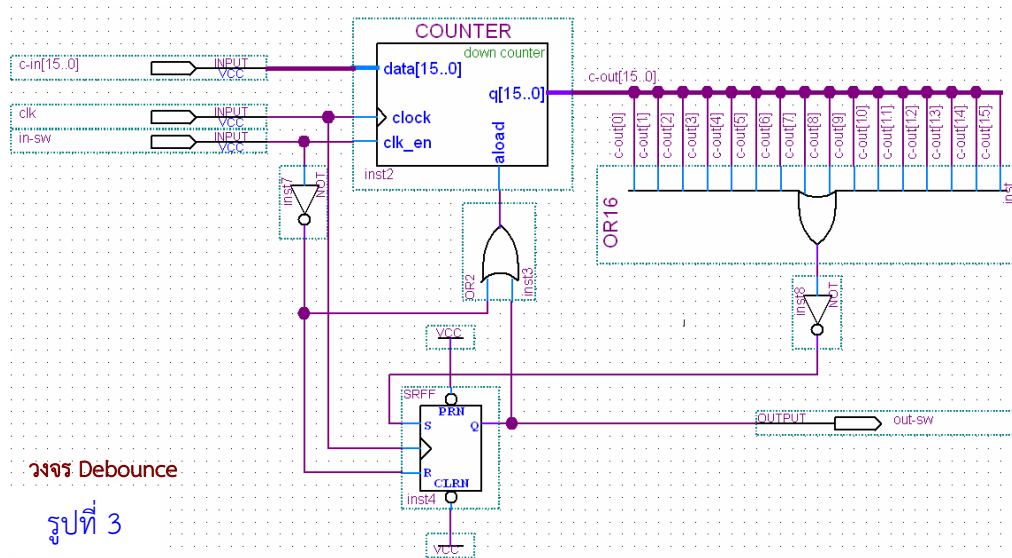 COUNTER
down counter
c-in[15..0]
INPUT
VCC
data[15..0]
q[15..0]
c-out[15..0]
clk
INPUT
VCC
clock
in-sw
INPUT
VCC
clk_en
aload
inst2
c-out[0]
c-out[1]
c-out[2]
c-out[3]
c-out[4]
c-out[5]
c-out[6]
c-out[7]
c-out[8]
c-out[9]
c-out[10]
c-out[11]
c-out[12]
c-out[13]
c-out[14]
c-out[15]
inst7
NOT
OR16
inst
OR2
inst3
inst8
NOT
VCC
SRFF
PRN
S
Q
R
CLRN
inst4
VCC
OUTPUT
out-sw
วงจร Debounce
รูปที่ 3